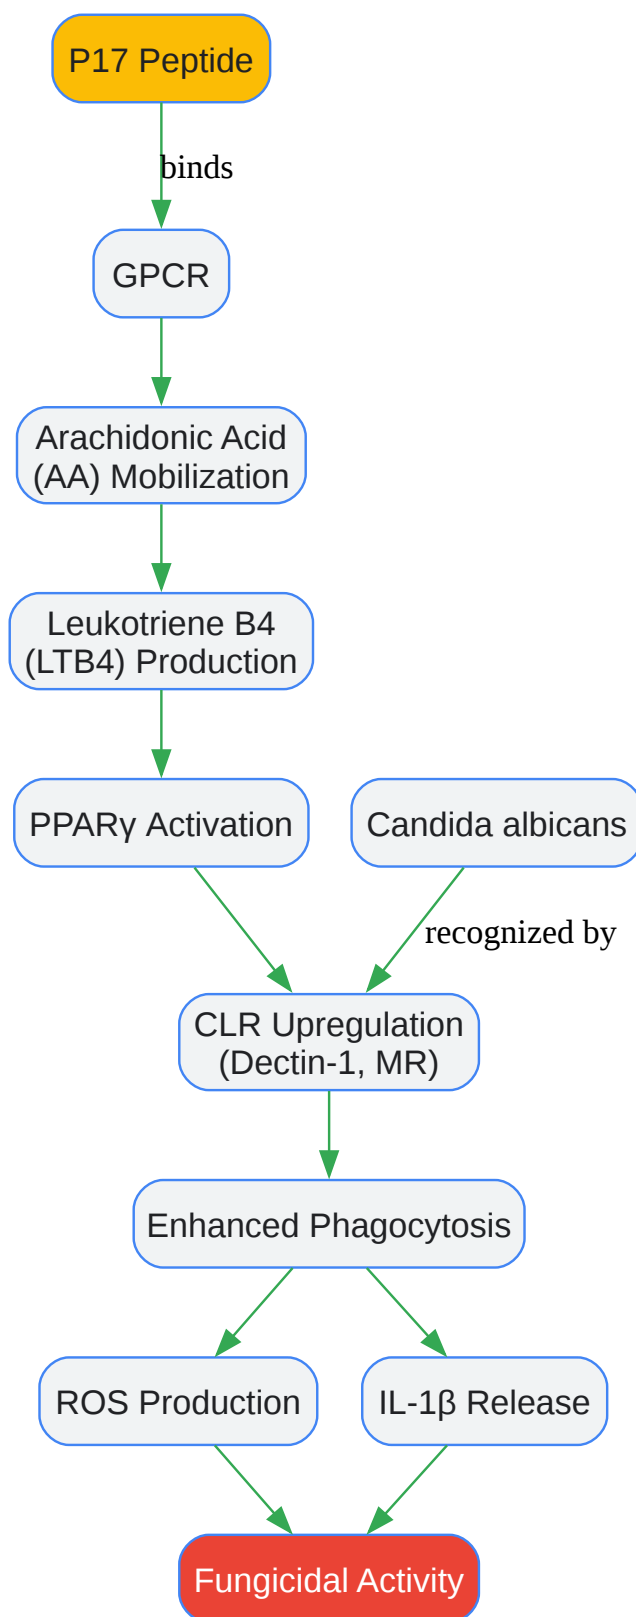 P17 Peptide
binds
GPCR
Arachidonic Acid
(AA) Mobilization
Leukotriene B4
(LTB4) Production
PPARγ Activation
Candida albicans
recognized by
CLR Upregulation
(Dectin-1, MR)
Enhanced Phagocytosis
ROS Production
IL-1β Release
Fungicidal Activity